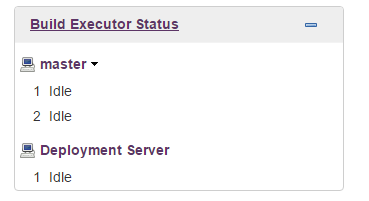 Build Executor Status
master
1 Idle
2 Idle
Deployment Server
1 Idle